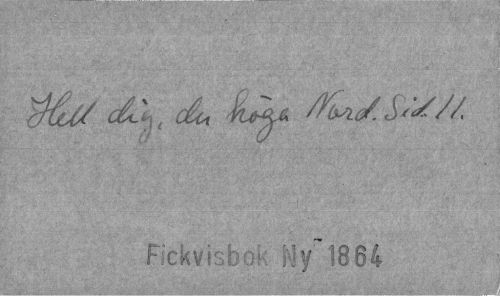 Hell dig, du höga Nord. Sid. 11.
Fickvisbok Ny 1864